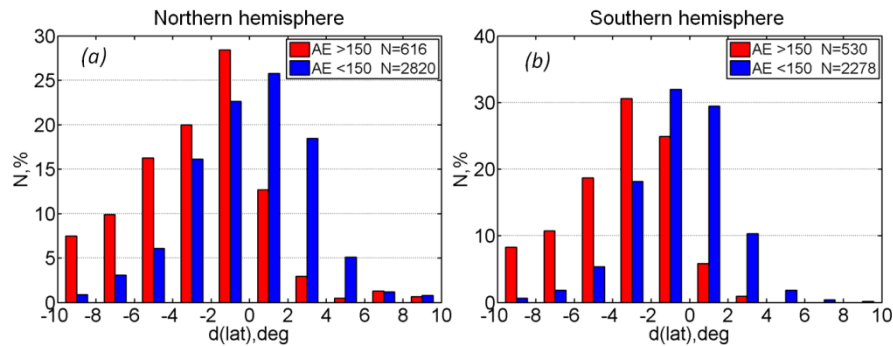 Northern hemisphere
(a)
AE >150 N=616
AE <150 N=2820
N,%
30
25
20
15
10
5
0
-10 -8 -6 -4 -2 0 2 4 6 8 10
d(lat),deg
Southern hemisphere
(b)
AE >150 N=530
AE <150 N=2278
N,%
40
30
20
10
0
-10 -8 -6 -4 -2 0 2 4 6 8 10
d(lat),deg